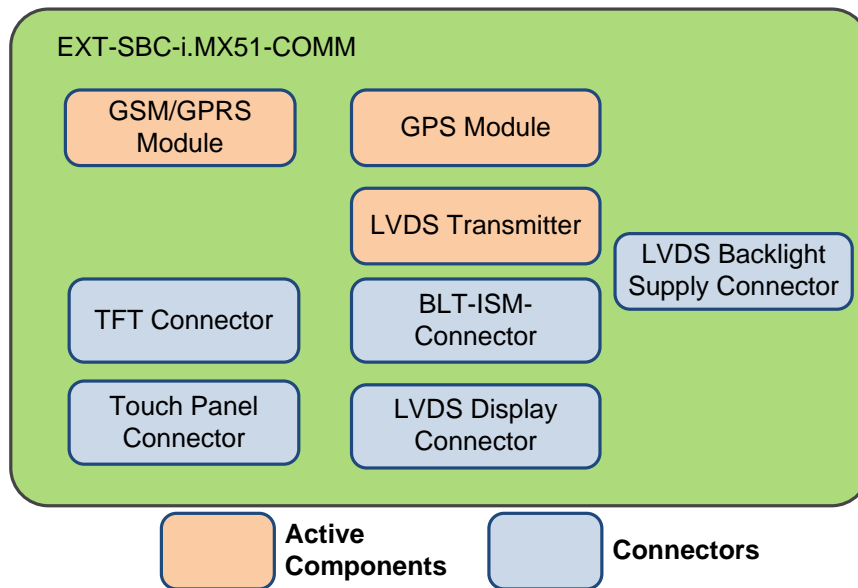 EXT-SBC-i.MX51-COMM
GSM/GPRS
Module
GPS Module
LVDS Transmitter
LVDS Backlight
Supply Connector
TFT Connector
BLT-ISM-
Connector
Touch Panel
Connector
LVDS Display
Connector
Active
Components
Connectors